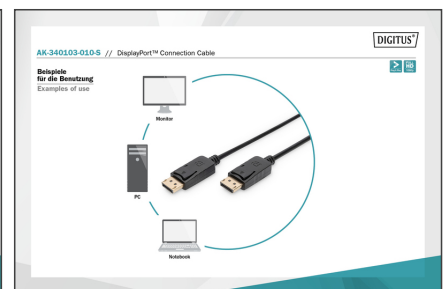 DIGITUS®
AK-340103-010-S // DisplayPort™ Connection Cable
Beispiele
für die Benutzung
Examples of use
Monitor
PC
Notebook